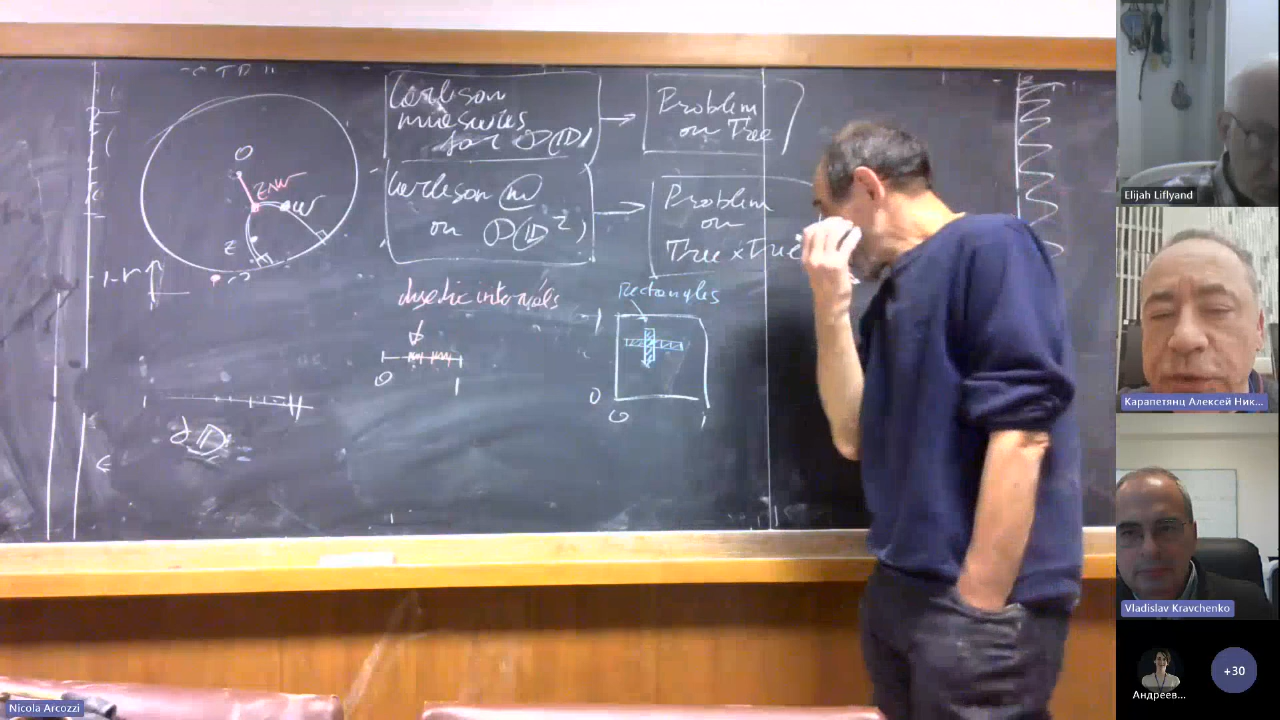 O
z∧w
w
z
1-r
∂D
Carleson
measures
for D(D)
Problem
on Tree
Carleson m
on D(D²)
Problem
on
Tree × Tree
dyadic intervals
0
1
Rectangles
1
0
0
1
Elijah Liflyand
Карапетянц Алексей Ник...
Vladislav Kravchenko
Андреев...
+30
Nicola Arcozzi